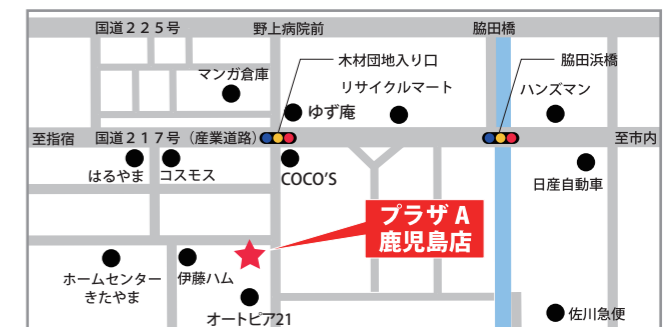 国道２２５号
野上病院前
脇田橋
木材団地入り口
脇田浜橋
マンガ倉庫
リサイクルマート
ハンズマン
ゆず庵
至指宿
国道２１７号（産業道路）
至市内
はるやま
コスモス
COCO'S
日産自動車
プラザ A
鹿児島店
ホームセンター
きたやま
伊藤ハム
オートピア21
佐川急便